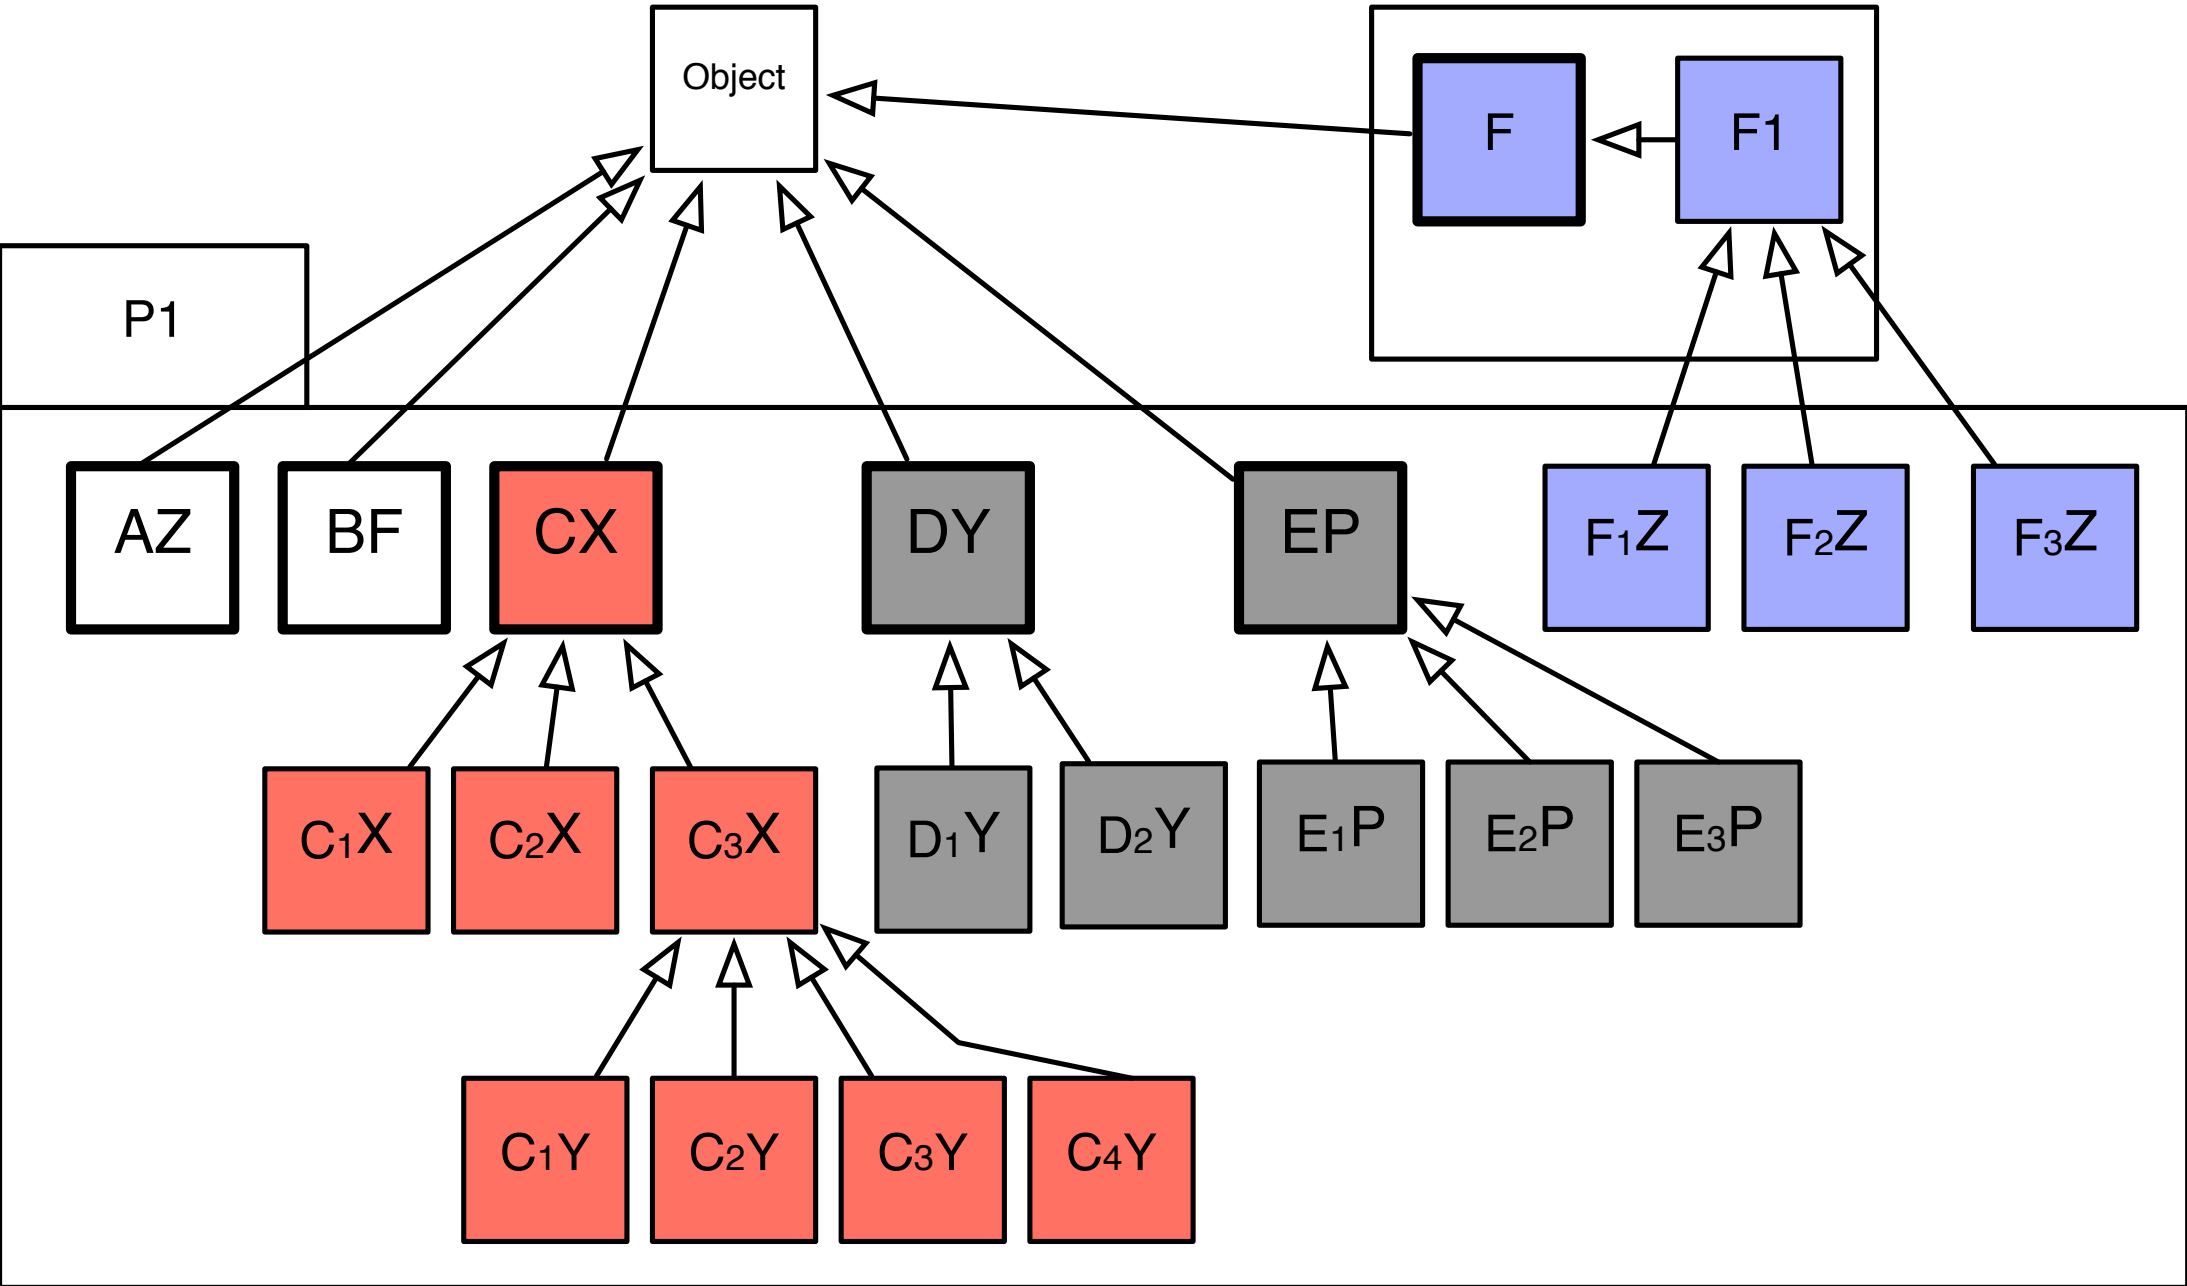 Object
F
F1
P1
AZ
BF
CX
DY
EP
F1Z
F2Z
F3Z
C1X
C2X
C3X
D1Y
D2Y
E1P
E2P
E3P
C1Y
C2Y
C3Y
C4Y